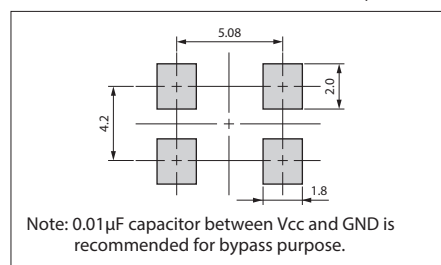 5.08
2.0
4.2
1.8
Note: 0.01µF capacitor between Vcc and GND is
recommended for bypass purpose.